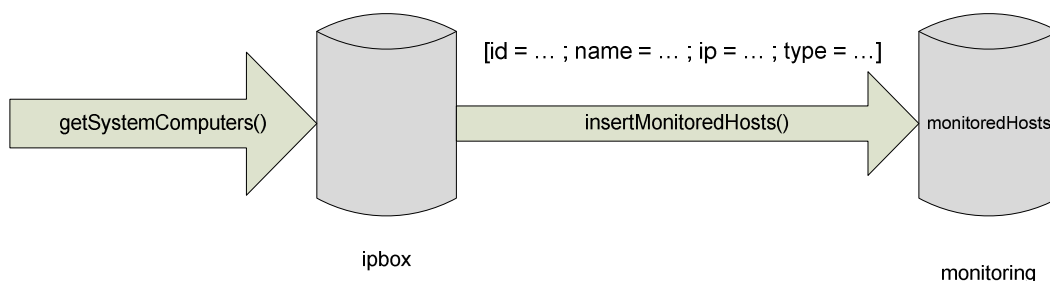 [id = … ; name = … ; ip = … ; type = …]
getSystemComputers()
insertMonitoredHosts()
monitoredHosts
ipbox
monitoring